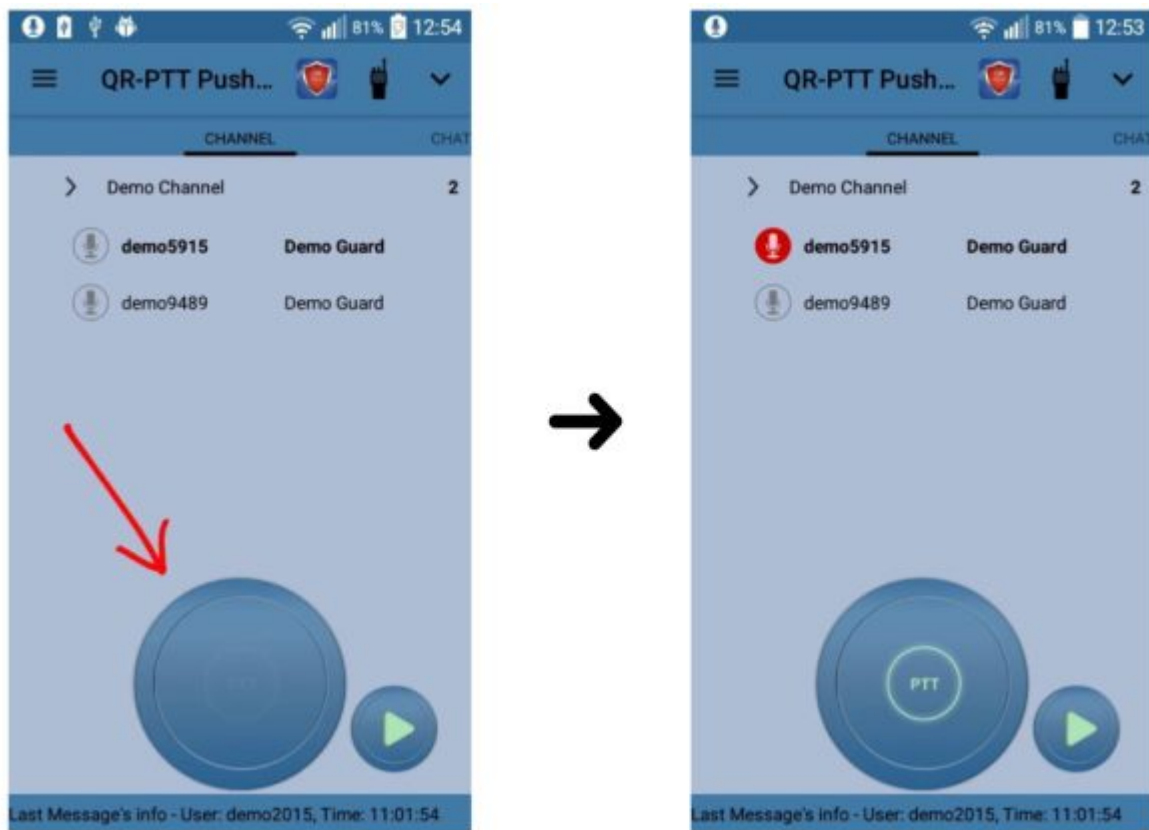 81% 12:54
QR-PTT Push...
CHANNEL CHAT
Demo Channel 2
demo5915 Demo Guard
demo9489 Demo Guard
Last Message's info - User: demo2015, Time: 11:01:54
81% 12:53
QR-PTT Push...
CHANNEL CHAT
Demo Channel 2
demo5915 Demo Guard
demo9489 Demo Guard
PTT
Last Message's info - User: demo2015, Time: 11:01:54